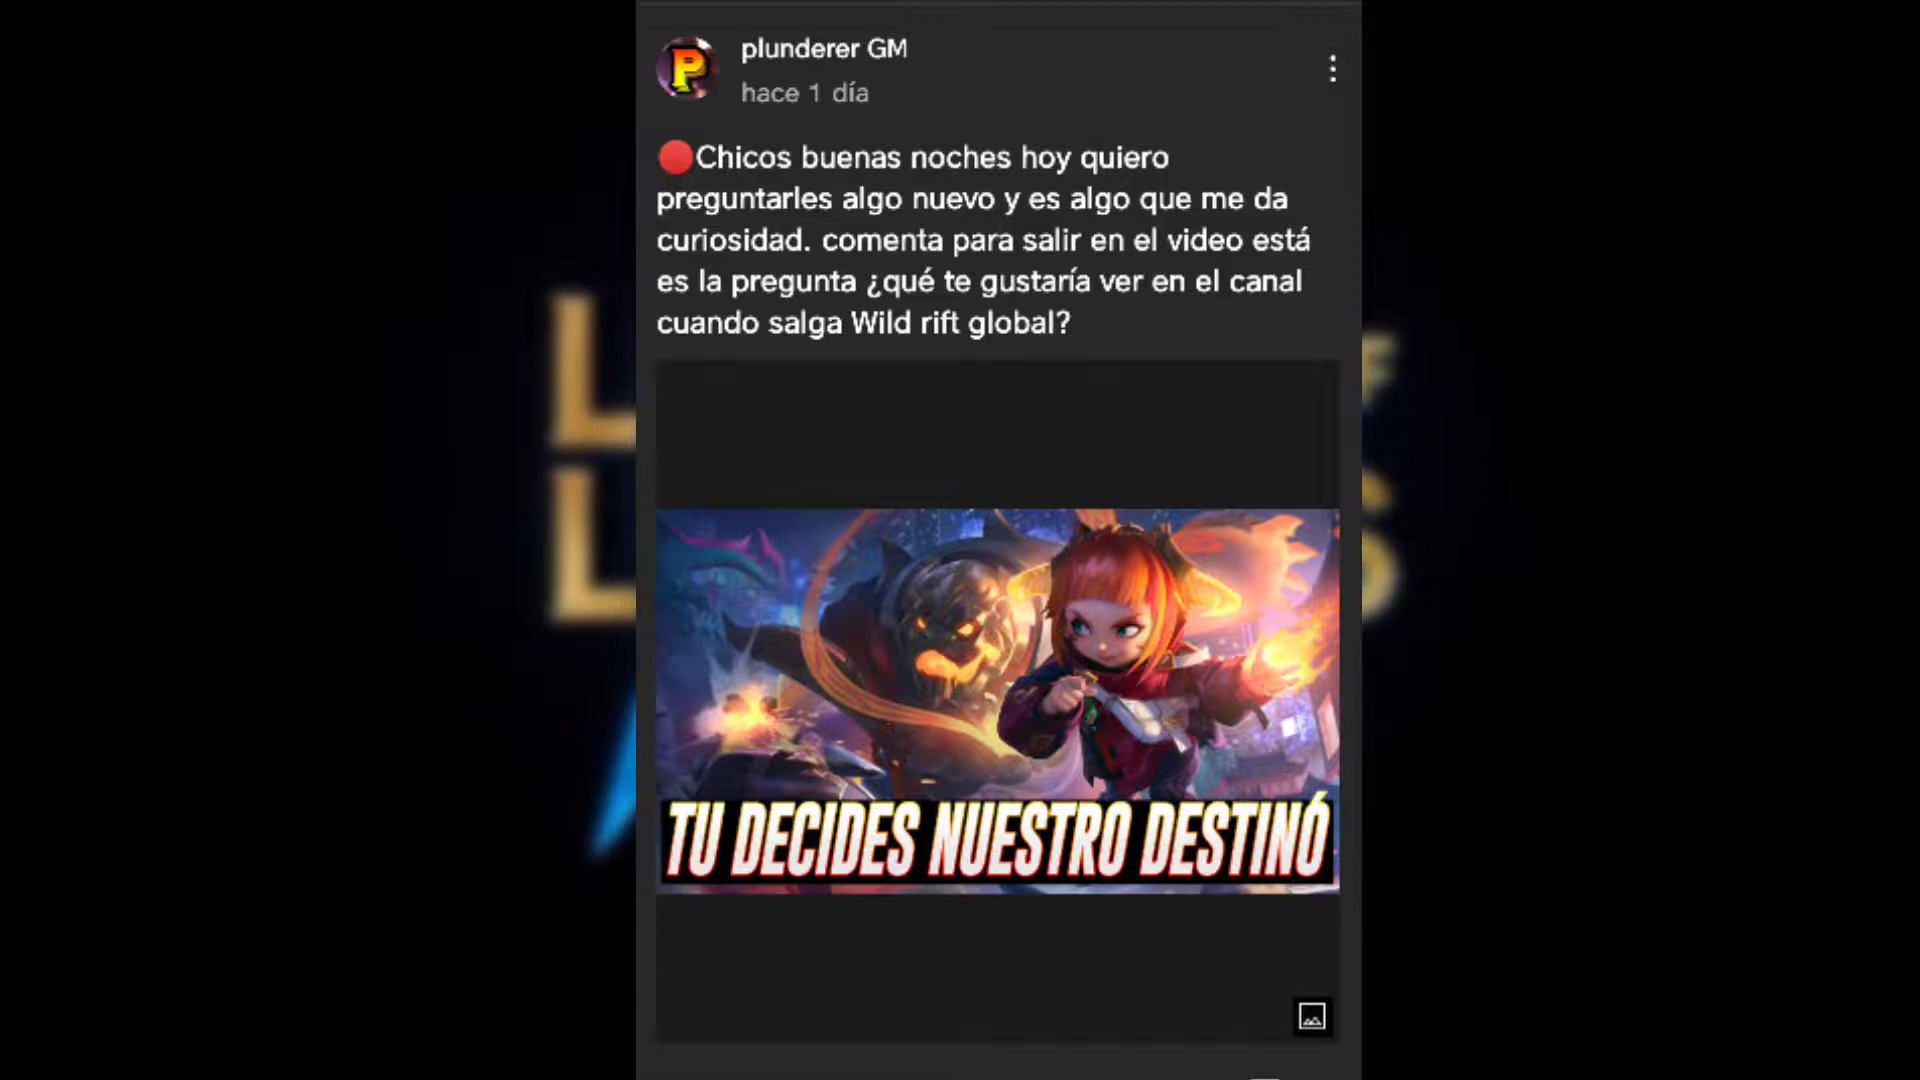 plunderer GM
hace 1 día
🔴Chicos buenas noches hoy quiero
preguntarles algo nuevo y es algo que me da
curiosidad. comenta para salir en el video está
es la pregunta ¿qué te gustaría ver en el canal
cuando salga Wild rift global?
TU DECIDES NUESTRO DESTINÓ